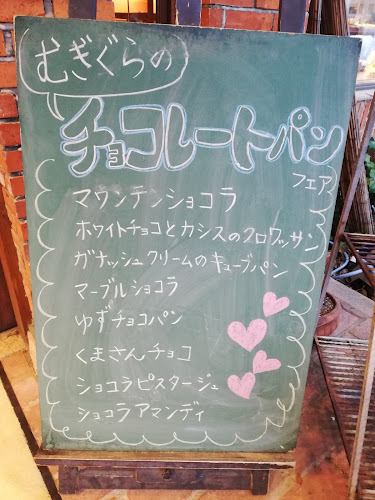 むぎぐらの
チョコレートパン
フェア
マウンテンショコラ
ホワイトチョコとカシスのクロワッサン
ガナッシュクリームのキューブパン
マーブルショコラ
ゆずチョコパン
くまさんチョコ
ショコラピスタージュ
ショコラアマンディ